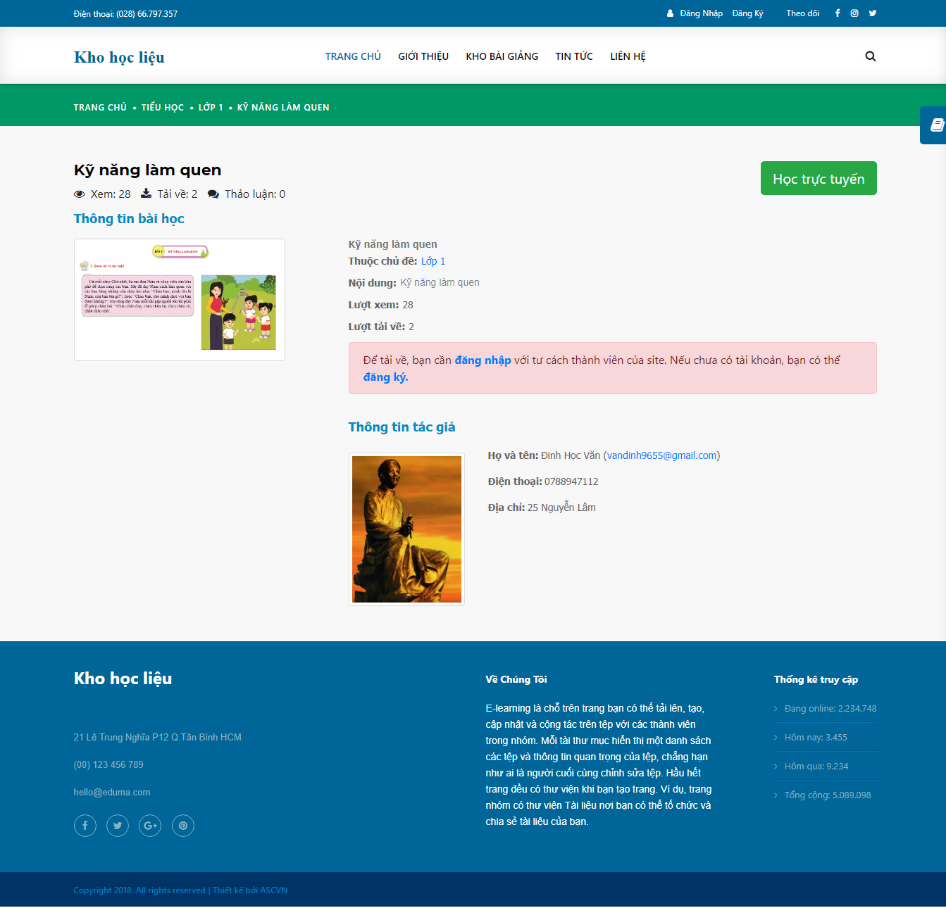 Điện thoại: (028) 66.797.357
Đăng Nhập Đăng Ký Theo dõi
Kho học liệu
TRANG CHỦ GIỚI THIỆU KHO BÀI GIẢNG TIN TỨC LIÊN HỆ
TRANG CHỦ • TIỂU HỌC • LỚP 1 • KỸ NĂNG LÀM QUEN
Kỹ năng làm quen
Học trực tuyến
Xem: 28 Tải về: 2 Thảo luận: 0
Thông tin bài học
Kỹ năng làm quen
Thuộc chủ đề: Lớp 1
Nội dung: Kỹ năng làm quen
Lượt xem: 28
Lượt tải về: 2
Để tải về, bạn cần đăng nhập với tư cách thành viên của site. Nếu chưa có tài khoản, bạn có thể
đăng ký.
Thông tin tác giả
Họ và tên: Đinh Học Văn (vandinh9655@gmail.com)
Điện thoại: 0788947112
Địa chỉ: 25 Nguyễn Lâm
Kho học liệu
21 Lê Trung Nghĩa P12 Q.Tân Bình HCM
(00) 123 456 789
hello@eduma.com
Về Chúng Tôi
E-learning là chỗ trên trang bạn có thể tải lên, tạo,
cập nhật và cộng tác trên tệp với các thành viên
trong nhóm. Mỗi tài thư mục hiển thị một danh sách
các tệp và thông tin quan trọng của tệp, chẳng hạn
như ai là người cuối cùng chỉnh sửa tệp. Hầu hết
trang đều có thư viện khi bạn tạo trang. Ví dụ, trang
nhóm có thư viện Tài liệu nơi bạn có thể tổ chức và
chia sẻ tài liệu của bạn.
Thống kê truy cập
Đang online: 2.234.748
Hôm nay: 3.455
Hôm qua: 9.234
Tổng cộng: 5.089.098
Copyright 2018 .All rights reserved | Thiết kế bởi ASCVN